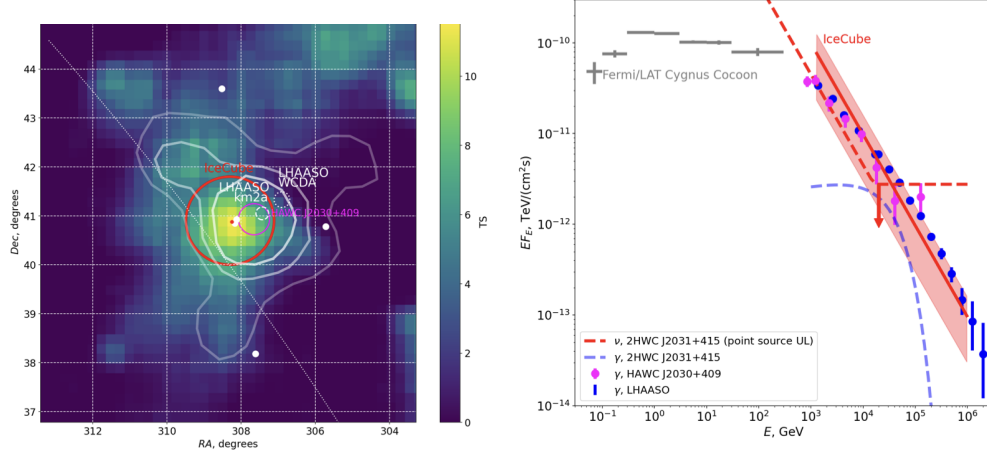 44
43
42
41
40
39
38
37
Dec, degrees
312
310
308
306
304
RA, degrees
IceCube
LHAASO
WCDA
LHAASO
km2a
HAWC J2030+409
10
8
6
4
2
0
TS
10⁻¹⁰
10⁻¹¹
10⁻¹²
10⁻¹³
10⁻¹⁴
EF_E, TeV/(cm²s)
IceCube
Fermi/LAT Cygnus Cocoon
ν, 2HWC J2031+415 (point source UL)
γ, 2HWC J2031+415
γ, HAWC J2030+409
γ, LHAASO
10⁻¹
10⁰
10¹
10²
10³
10⁴
10⁵
10⁶
E, GeV